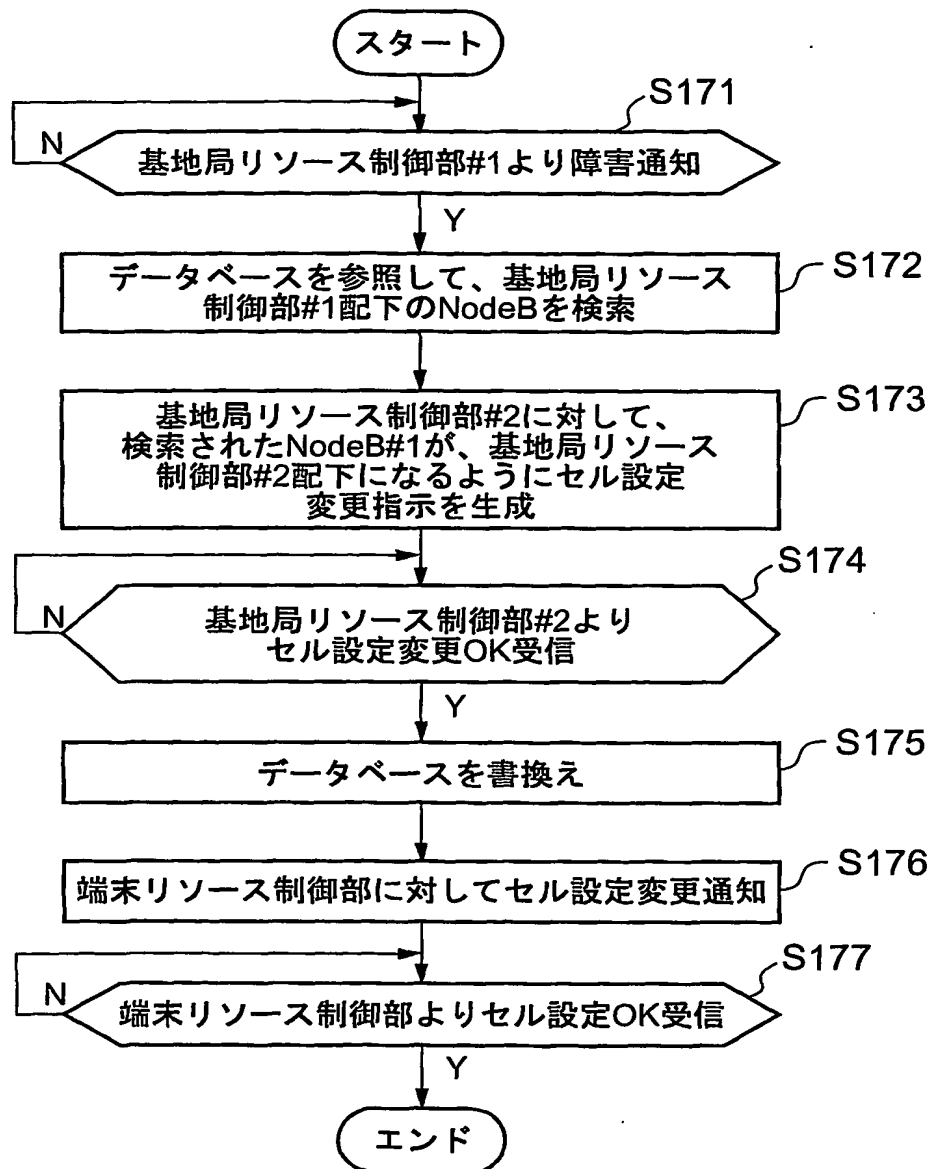 スタート
S171
N
基地局リソース制御部#1より障害通知
Y
S172
データベースを参照して、基地局リソース
制御部#1配下のNodeBを検索
S173
基地局リソース制御部#2に対して、
検索されたNodeB#1が、基地局リソース
制御部#2配下になるようにセル設定
変更指示を生成
S174
N
基地局リソース制御部#2より
セル設定変更OK受信
Y
S175
データベースを書換え
S176
端末リソース制御部に対してセル設定変更通知
S177
N
端末リソース制御部よりセル設定OK受信
Y
エンド